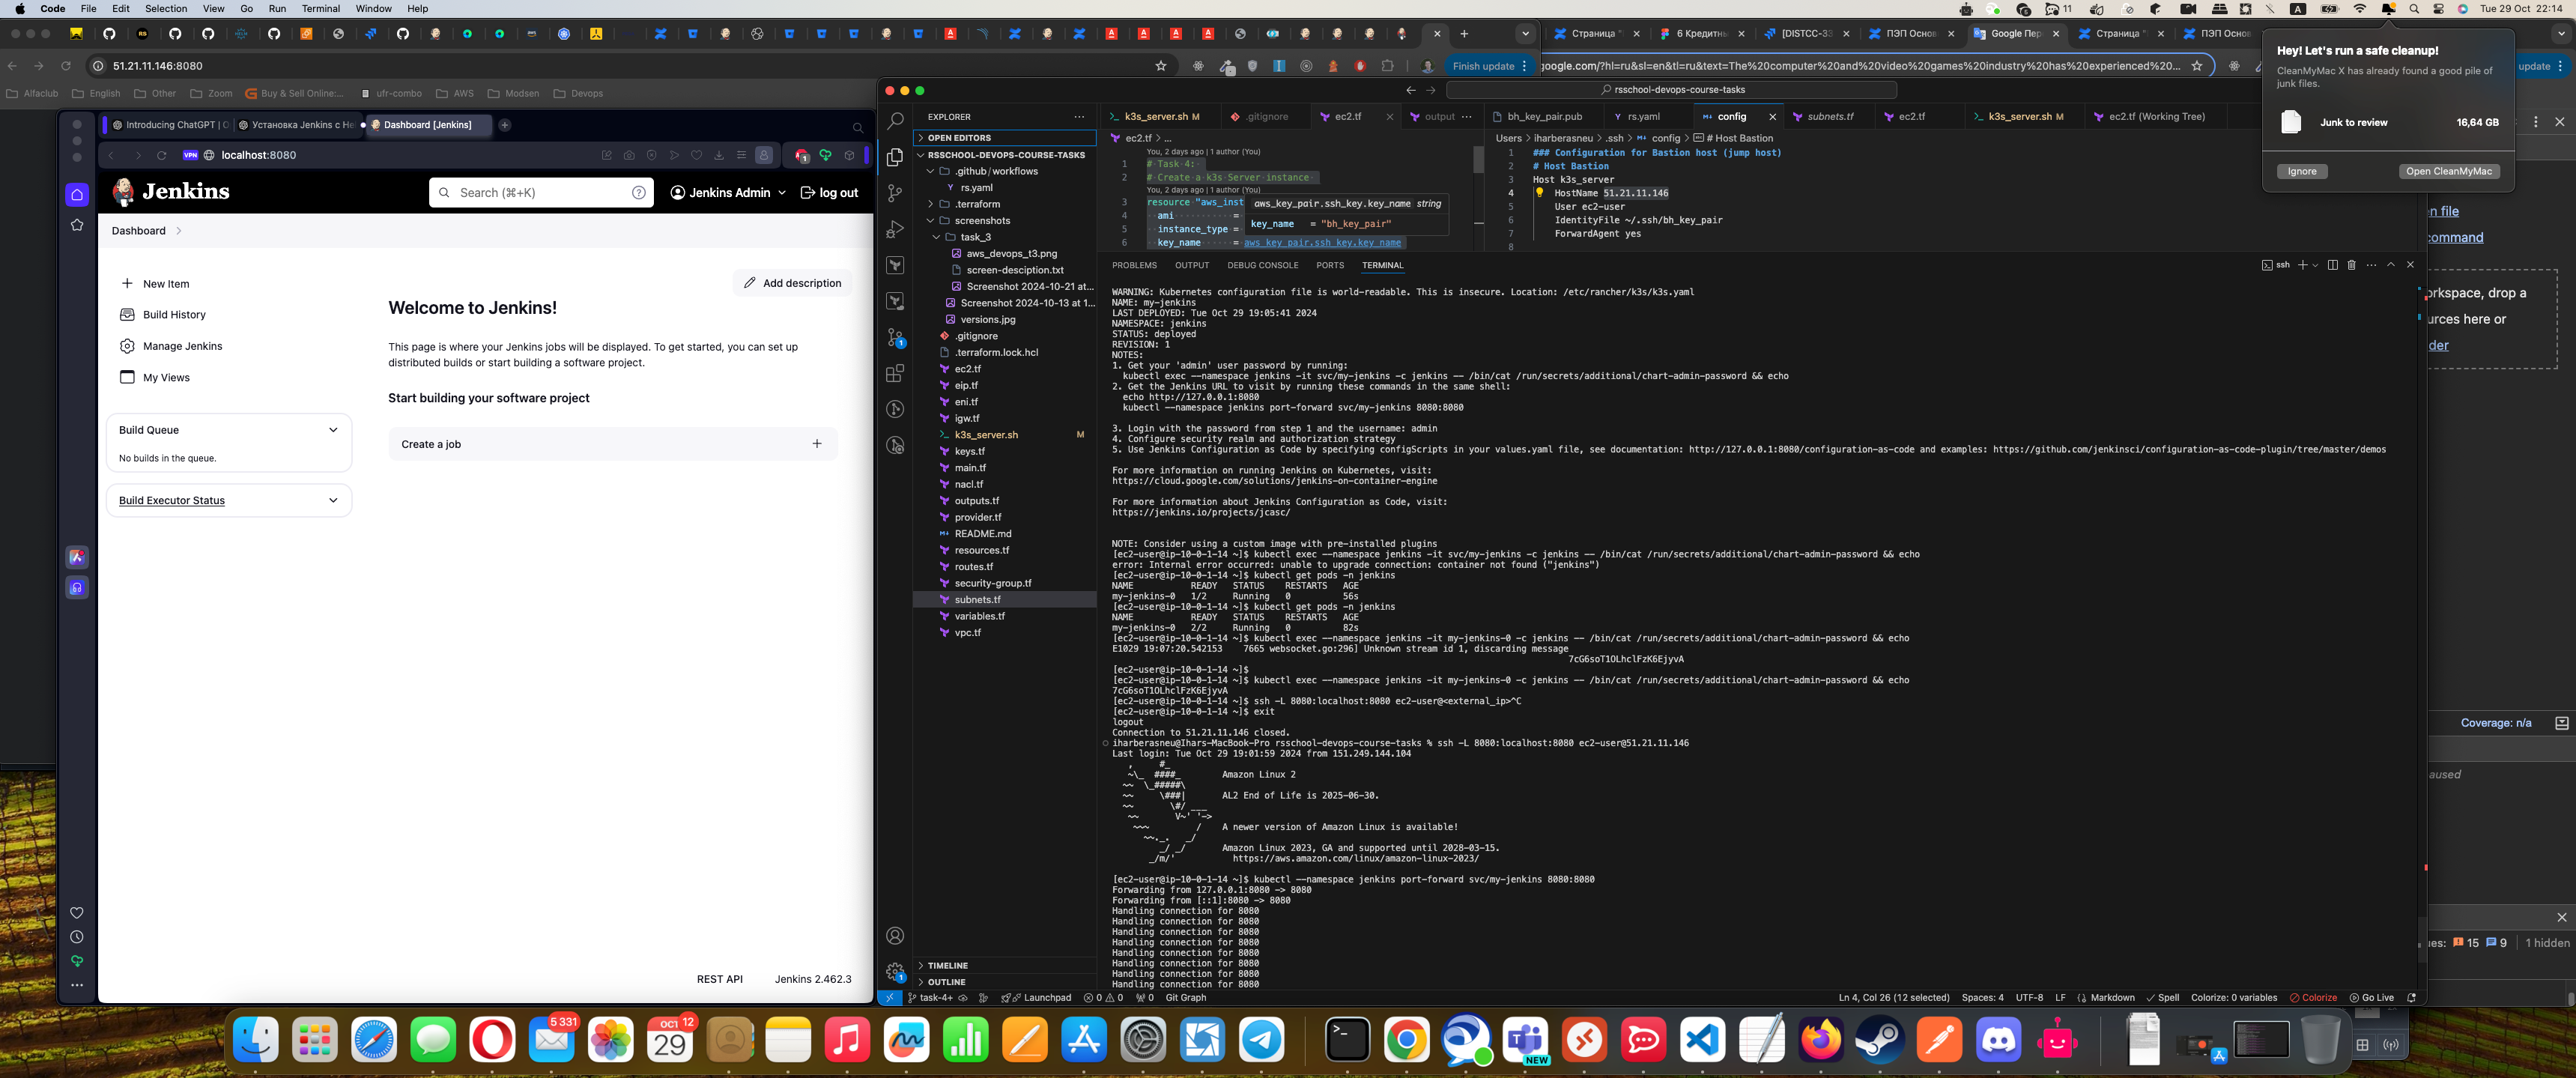 Code File Edit Selection View Go Run Terminal Window Help
11
A
Tue 29 Oct 22:14
Страница
6 Кредитны
[DISTCC-33
ПЭП Основ
Google Пер
Страница
ПЭП Основ
51.21.11.146:8080
Finish update
google.com/?hl=ru&sl=en&tl=ru&text=The%20computer%20and%20video%20games%20industry%20has%20experienced%20...
update
Alfaclub English Other Zoom Buy & Sell Online:... ufr-combo AWS Modsen Devops
Hey! Let's run a safe cleanup!
CleanMyMac X has already found a good pile of
junk files.
Junk to review 16,64 GB
Ignore Open CleanMyMac
n file
command
orkspace, drop a
urces here or
der
Coverage: n/a
aused
ues: 15 9 1 hidden
Introducing ChatGPT | O
Установка Jenkins с He
Dashboard [Jenkins]
VPN localhost:8080
1
Jenkins
Search (⌘+K)
Jenkins Admin
log out
Dashboard
New Item
Build History
Manage Jenkins
My Views
Build Queue
No builds in the queue.
Build Executor Status
Add description
Welcome to Jenkins!
This page is where your Jenkins jobs will be displayed. To get started, you can set up
distributed builds or start building a software project.
Start building your software project
Create a job
REST API Jenkins 2.462.3
rsschool-devops-course-tasks
EXPLORER
OPEN EDITORS
RSSCHOOL-DEVOPS-COURSE-TASKS
.github/workflows
rs.yaml
.terraform
screenshots
task_3
aws_devops_t3.png
screen-desciption.txt
Screenshot 2024-10-21 at...
Screenshot 2024-10-13 at 1...
versions.jpg
.gitignore
.terraform.lock.hcl
ec2.tf
eip.tf
eni.tf
igw.tf
k3s_server.sh M
keys.tf
main.tf
nacl.tf
outputs.tf
provider.tf
README.md
resources.tf
routes.tf
security-group.tf
subnets.tf
variables.tf
vpc.tf
TIMELINE
OUTLINE
k3s_server.sh M
.gitignore
ec2.tf
output
ec2.tf > ...
You, 2 days ago | 1 author (You)
1 # Task 4:
2 # Create a k3s Server instance
You, 2 days ago | 1 author (You)
3 resource "aws_inst
4 ami =
5 instance_type =
6 key_name = aws_key_pair.ssh_key.key_name
aws_key_pair.ssh_key.key_name string
key_name = "bh_key_pair"
bh_key_pair.pub
rs.yaml
config
subnets.tf
ec2.tf
k3s_server.sh M
ec2.tf (Working Tree)
Users > iharberasneu > .ssh > config > # Host Bastion
1 ### Configuration for Bastion host (jump host)
2 # Host Bastion
3 Host k3s_server
4 HostName 51.21.11.146
5 User ec2-user
6 IdentityFile ~/.ssh/bh_key_pair
7 ForwardAgent yes
8
PROBLEMS OUTPUT DEBUG CONSOLE PORTS TERMINAL
ssh
WARNING: Kubernetes configuration file is world-readable. This is insecure. Location: /etc/rancher/k3s/k3s.yaml
NAME: my-jenkins
LAST DEPLOYED: Tue Oct 29 19:05:41 2024
NAMESPACE: jenkins
STATUS: deployed
REVISION: 1
NOTES:
1. Get your 'admin' user password by running:
kubectl exec --namespace jenkins -it svc/my-jenkins -c jenkins -- /bin/cat /run/secrets/additional/chart-admin-password && echo
2. Get the Jenkins URL to visit by running these commands in the same shell:
echo http://127.0.0.1:8080
kubectl --namespace jenkins port-forward svc/my-jenkins 8080:8080
3. Login with the password from step 1 and the username: admin
4. Configure security realm and authorization strategy
5. Use Jenkins Configuration as Code by specifying configScripts in your values.yaml file, see documentation: http://127.0.0.1:8080/configuration-as-code and examples: https://github.com/jenkinsci/configuration-as-code-plugin/tree/master/demos
For more information on running Jenkins on Kubernetes, visit:
https://cloud.google.com/solutions/jenkins-on-container-engine
For more information about Jenkins Configuration as Code, visit:
https://jenkins.io/projects/jcasc/
NOTE: Consider using a custom image with pre-installed plugins
[ec2-user@ip-10-0-1-14 ~]$ kubectl exec --namespace jenkins -it svc/my-jenkins -c jenkins -- /bin/cat /run/secrets/additional/chart-admin-password && echo
error: Internal error occurred: unable to upgrade connection: container not found ("jenkins")
[ec2-user@ip-10-0-1-14 ~]$ kubectl get pods -n jenkins
NAME READY STATUS RESTARTS AGE
my-jenkins-0 1/2 Running 0 56s
[ec2-user@ip-10-0-1-14 ~]$ kubectl get pods -n jenkins
NAME READY STATUS RESTARTS AGE
my-jenkins-0 2/2 Running 0 82s
[ec2-user@ip-10-0-1-14 ~]$ kubectl exec --namespace jenkins -it my-jenkins-0 -c jenkins -- /bin/cat /run/secrets/additional/chart-admin-password && echo
E1029 19:07:20.542153 7665 websocket.go:296] Unknown stream id 1, discarding message
7cG6soT1OLhclFzK6EjyvA
[ec2-user@ip-10-0-1-14 ~]$
[ec2-user@ip-10-0-1-14 ~]$ kubectl exec --namespace jenkins -it my-jenkins-0 -c jenkins -- /bin/cat /run/secrets/additional/chart-admin-password && echo
7cG6soT1OLhclFzK6EjyvA
[ec2-user@ip-10-0-1-14 ~]$ ssh -L 8080:localhost:8080 ec2-user@<external_ip>^C
[ec2-user@ip-10-0-1-14 ~]$ exit
logout
Connection to 51.21.11.146 closed.
iharberasneu@Ihars-MacBook-Pro rsschool-devops-course-tasks % ssh -L 8080:localhost:8080 ec2-user@51.21.11.146
Last login: Tue Oct 29 19:01:59 2024 from 151.249.144.104
, #_
~\_ ####_ Amazon Linux 2
~~ \_#####\
~~ \###| AL2 End of Life is 2025-06-30.
~~ \#/ ___
~~ V~' '->
~~~ / A newer version of Amazon Linux is available!
~~._. _/
_/ _/ Amazon Linux 2023, GA and supported until 2028-03-15.
_/m/' https://aws.amazon.com/linux/amazon-linux-2023/
[ec2-user@ip-10-0-1-14 ~]$ kubectl --namespace jenkins port-forward svc/my-jenkins 8080:8080
Forwarding from 127.0.0.1:8080 -> 8080
Forwarding from [::1]:8080 -> 8080
Handling connection for 8080
Handling connection for 8080
Handling connection for 8080
Handling connection for 8080
Handling connection for 8080
Handling connection for 8080
Handling connection for 8080
Handling connection for 8080
task-4+ Launchpad 0 0 0 Git Graph
Ln 4, Col 26 (12 selected) Spaces: 4 UTF-8 LF Markdown Spell Colorize: 0 variables Colorize Go Live
5 331
OCT 12
29
NEW